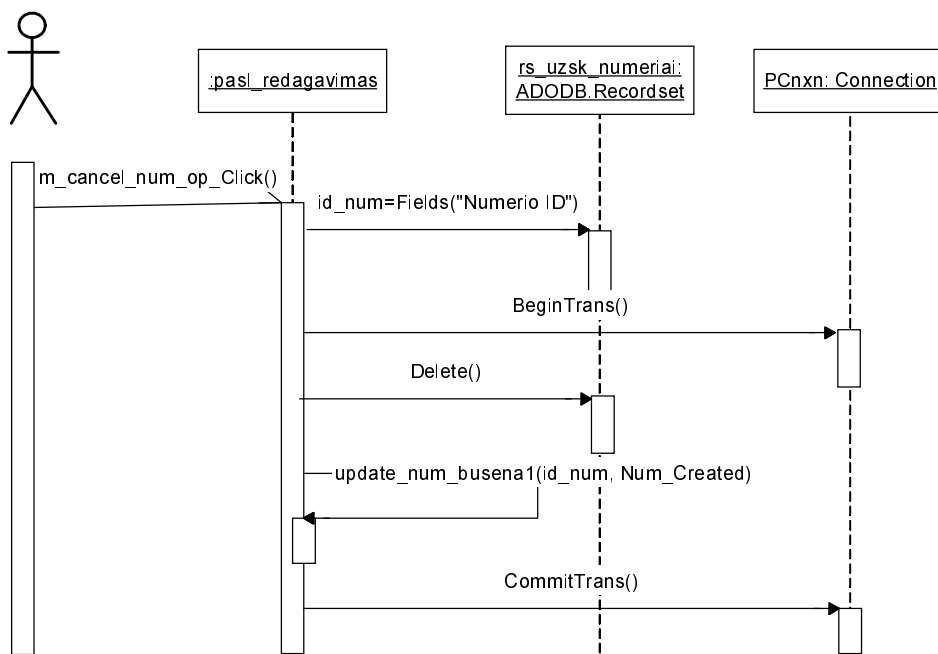 :pasl_redagavimas
rs_uzsk_numeriai:
ADODB.Recordset
PCnxn: Connection
m_cancel_num_op_Click()
id_num=Fields("Numerio ID")
BeginTrans()
Delete()
update_num_busena1(id_num, Num_Created)
CommitTrans()